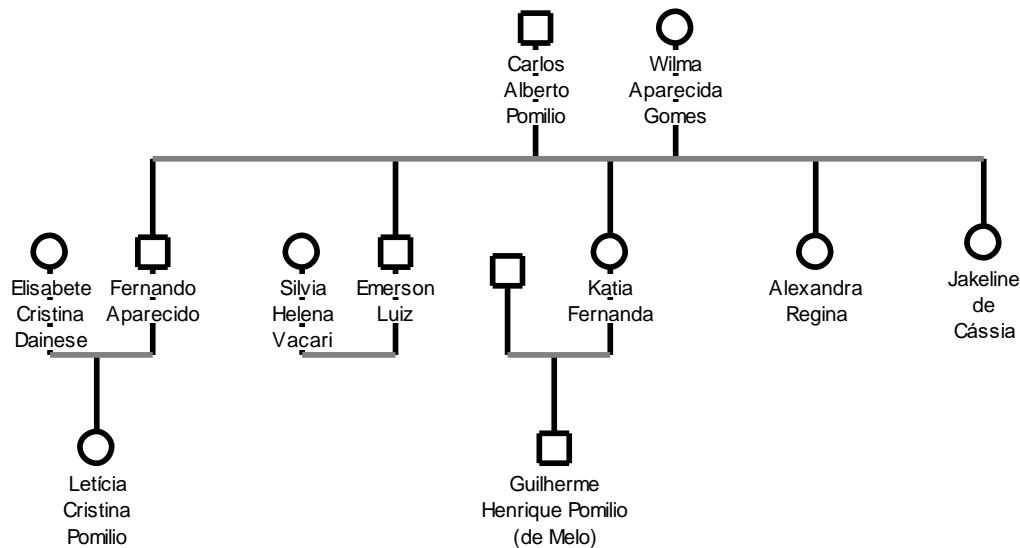 Carlos
Alberto
Pomilio
Wilma
Aparecida
Gomes
Elisabete
Cristina
Dainese
Fernando
Aparecido
Silvia
Helena
Vacari
Emerson
Luiz
Katia
Fernanda
Alexandra
Regina
Jakeline
de
Cássia
Letícia
Cristina
Pomilio
Guilherme
Henrique Pomilio
(de Melo)